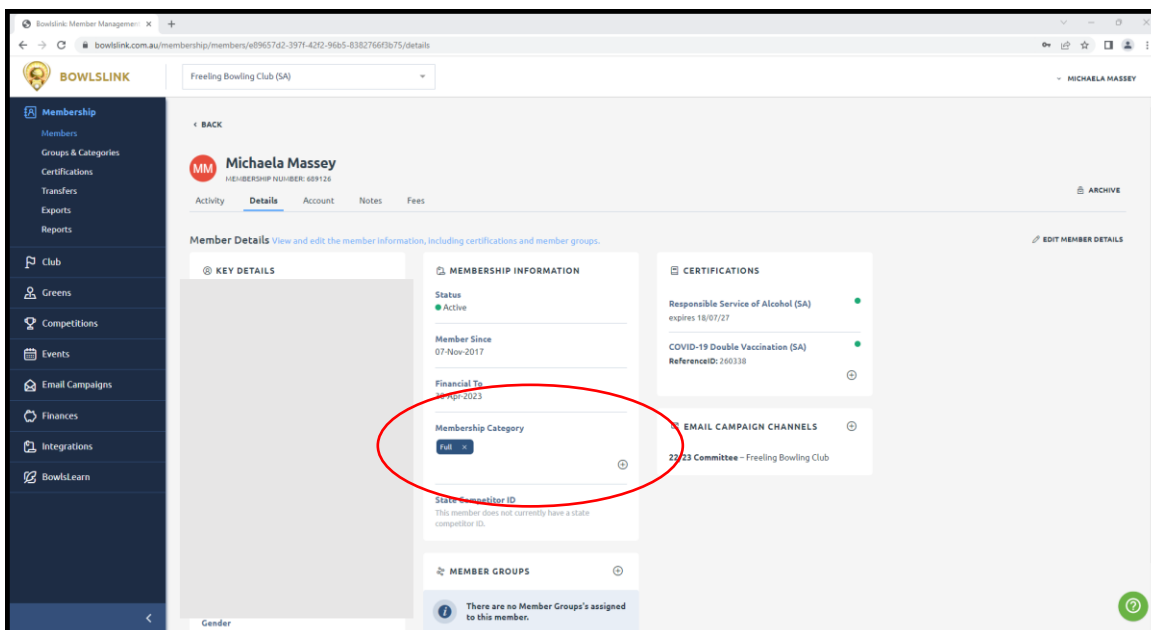 Bowlslink: Member Management
bowlslink.com.au/membership/members/e89657d2-397f-42f2-96b5-8382766f3b75/details
BOWLSLINK
Freeling Bowling Club (SA)
MICHAELA MASSEY
Membership
Members
Groups & Categories
Certifications
Transfers
Exports
Reports
Club
Greens
Competitions
Events
Email Campaigns
Finances
Integrations
BowlsLearn
< BACK
MM
Michaela Massey
MEMBERSHIP NUMBER: 689126
ARCHIVE
Activity Details Account Notes Fees
Member Details View and edit the member information, including certifications and member groups.
EDIT MEMBER DETAILS
KEY DETAILS
Gender
MEMBERSHIP INFORMATION
Status
Active
Member Since
07-Nov-2017
Financial To
30-Apr-2023
Membership Category
Full ×
State Competitor ID
This member does not currently have a state
competitor ID.
MEMBER GROUPS
There are no Member Groups's assigned
to this member.
CERTIFICATIONS
Responsible Service of Alcohol (SA)
expires 18/07/27
COVID-19 Double Vaccination (SA)
ReferenceID: 260338
EMAIL CAMPAIGN CHANNELS
22/23 Committee – Freeling Bowling Club